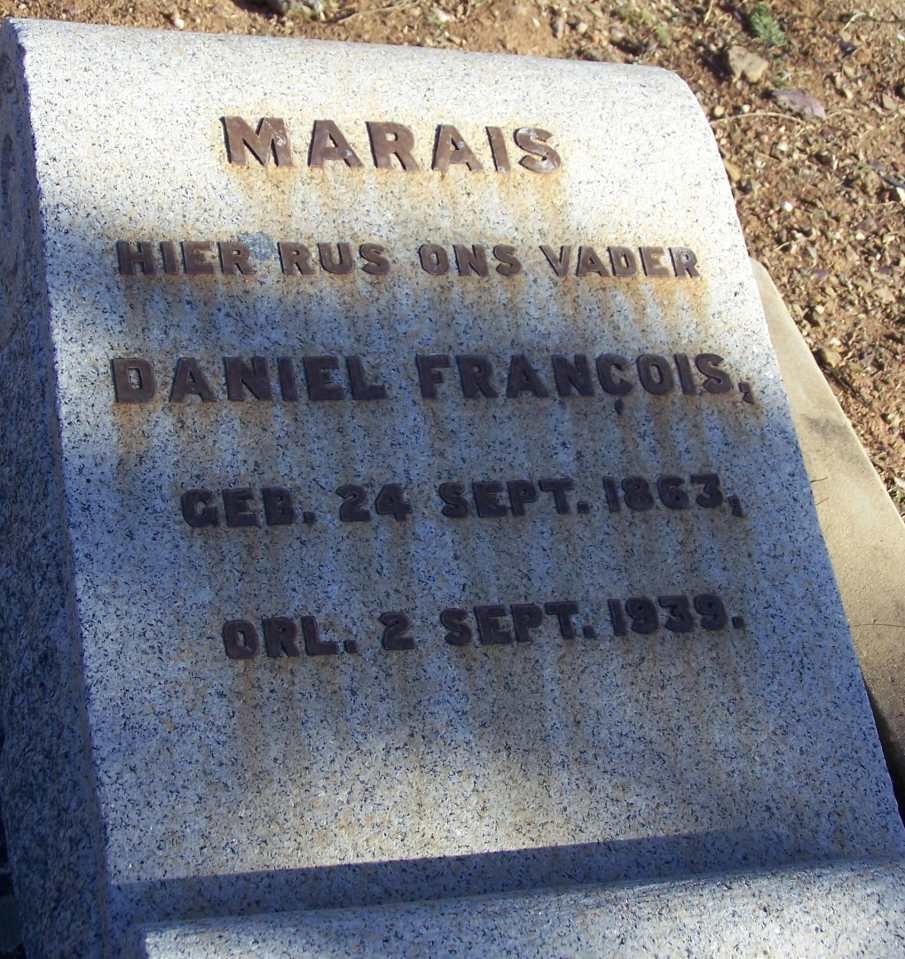 MARAIS
HIER RUS ONS VADER
DANIEL FRANÇOIS,
GEB. 24 SEPT. 1863,
ORL. 2 SEPT. 1939.